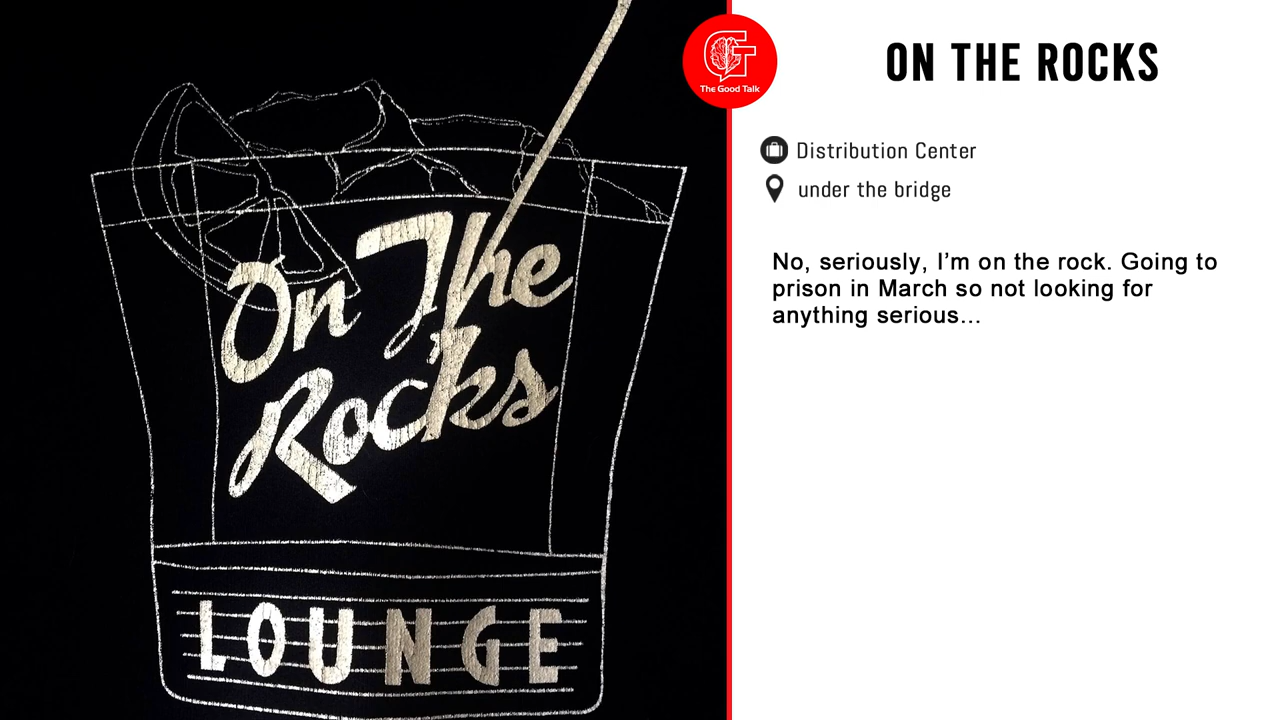 On The
Rocks
LOUNGE
GT
The Good Talk
ON THE ROCKS
Distribution Center
under the bridge
No, seriously, I'm on the rock. Going to
prison in March so not looking for
anything serious...